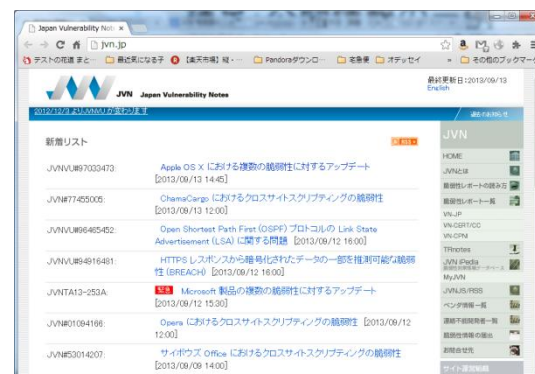 Japan Vulnerability Not
jvn.jp
テストの花道 まと…
最近気になる子
【楽天市場】
Pandoraダウンロ…
宅急便
オデッセイ
その他のブックマーク
JVN Japan Vulnerability Notes
最終更新日:2013/09/13
English
2012/12/3 よりJVNVU が変わります
過去のお知らせ
新着リスト
JVN
HOME
JVNとは
脆弱性レポートの読み方
脆弱性レポート一覧
VN-JP
VN-CERT/CC
VN-CPNI
TRnotes
JVN iPedia
MyJVN
JVNJS/RSS
ベンダ情報一覧
連絡不能開発者一覧
脆弱性情報の届出
お問合せ先
サイト運営組織
JVNVU#97033473:
Apple OS X における複数の脆弱性に対するアップデート
[2013/09/13 14:45]
JVN#77455005:
ChamaCargo におけるクロスサイトスクリプティングの脆弱性
[2013/09/13 12:00]
JVNVU#96465452:
Open Shortest Path First (OSPF) プロトコルの Link State
Advertisement (LSA) に関する問題 [2013/09/12 16:00]
JVNVU#94916481:
HTTPS レスポンスから暗号化されたデータの一部を推測可能な脆弱
性 (BREACH) [2013/09/12 16:00]
JVNTA13-253A:
緊急 Microsoft 製品の複数の脆弱性に対するアップデート
[2013/09/12 15:30]
JVN#01094166:
Opera におけるクロスサイトスクリプティングの脆弱性 [2013/09/12
12:00]
JVN#53014207:
サイボウズ Office におけるクロスサイトスクリプティングの脆弱性
[2013/09/09 14:00]